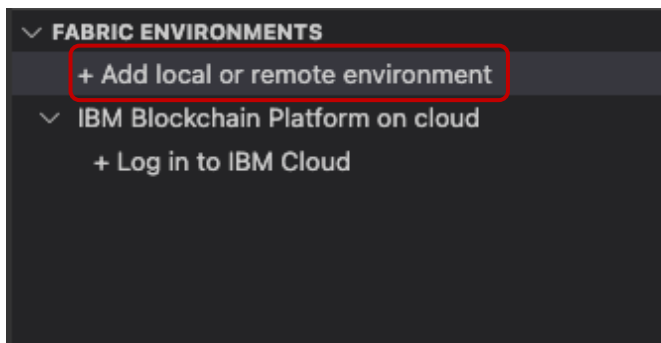 FABRIC ENVIRONMENTS
+ Add local or remote environment
IBM Blockchain Platform on cloud
+ Log in to IBM Cloud